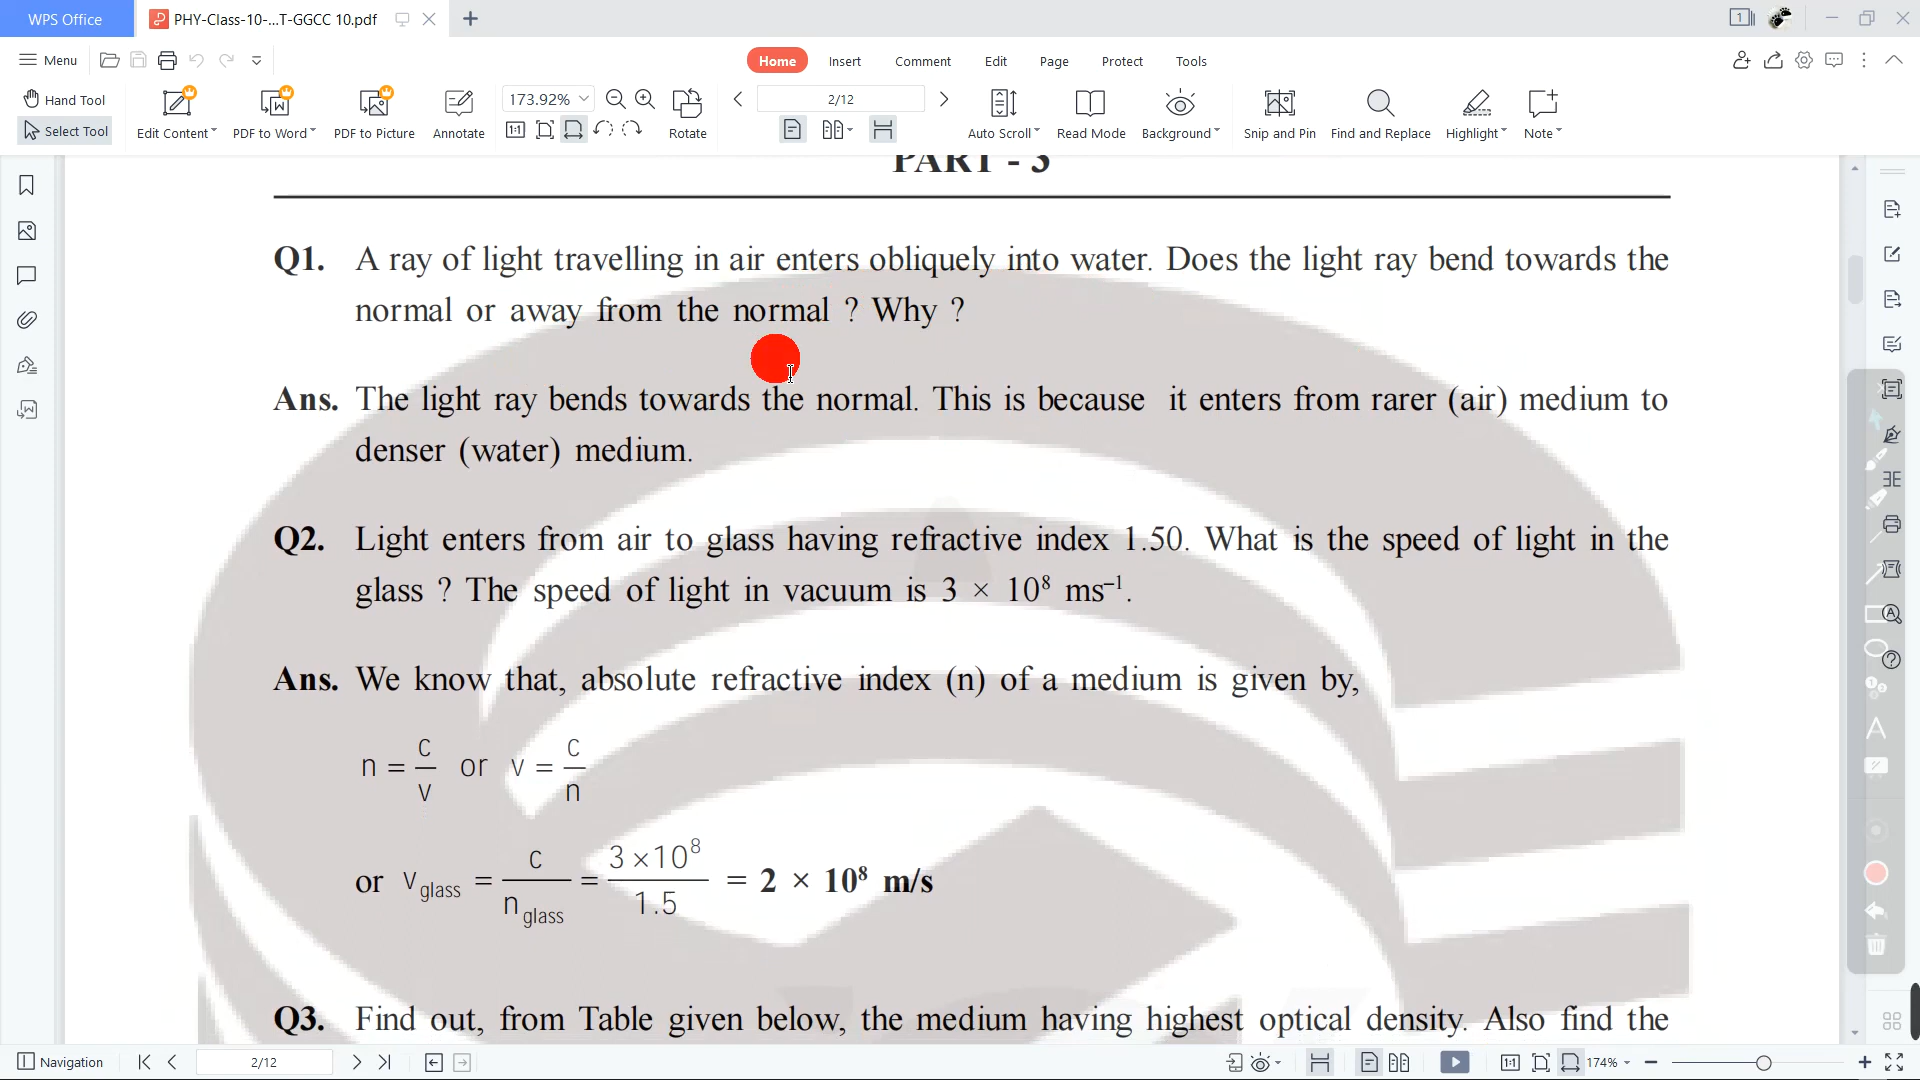 WPS Office PHY-Class-10-...T-GGCC 10.pdf 1
Menu Home Insert Comment Edit Page Protect Tools
Hand Tool 173.92% 2/12
Select Tool Edit Content PDF to Word PDF to Picture Annotate 1:1 Rotate Auto Scroll Read Mode Background Snip and Pin Find and Replace Highlight Note
PART - 3
Q1. A ray of light travelling in air enters obliquely into water. Does the light ray bend towards the
normal or away from the normal ? Why ?
Ans. The light ray bends towards the normal. This is because it enters from rarer (air) medium to
denser (water) medium.
Q2. Light enters from air to glass having refractive index 1.50. What is the speed of light in the
glass ? The speed of light in vacuum is 3 × 10⁸ ms⁻¹.
Ans. We know that, absolute refractive index (n) of a medium is given by,
n = c/v or v = c/n
or v glass = c/n glass = 3×10⁸/1.5 = 2 × 10⁸ m/s
Q3. Find out, from Table given below, the medium having highest optical density. Also find the
Navigation 2/12 1:1 174%